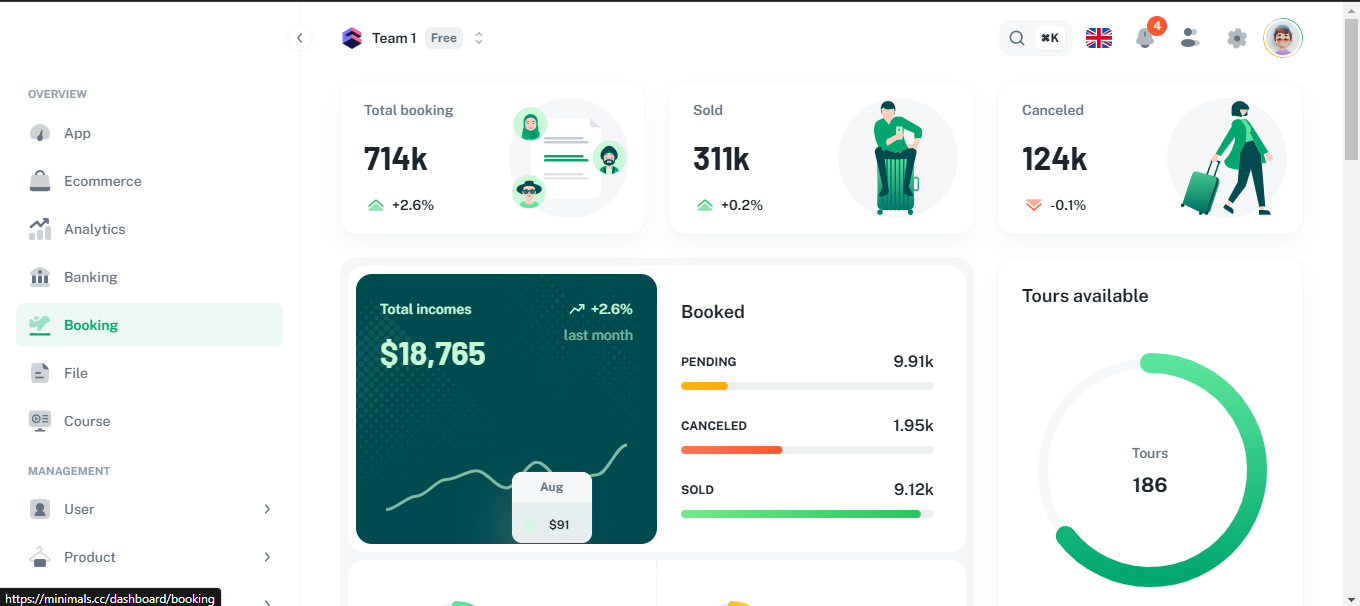 Team 1 Free
⌘K
4
OVERVIEW
App
Ecommerce
Analytics
Banking
Booking
File
Course
MANAGEMENT
User
Product
Total booking
714k
+2.6%
Sold
311k
+0.2%
Canceled
124k
-0.1%
Total incomes
$18,765
+2.6%
last month
Aug
$91
Booked
PENDING 9.91k
CANCELED 1.95k
SOLD 9.12k
Tours available
Tours
186
https://minimals.cc/dashboard/booking